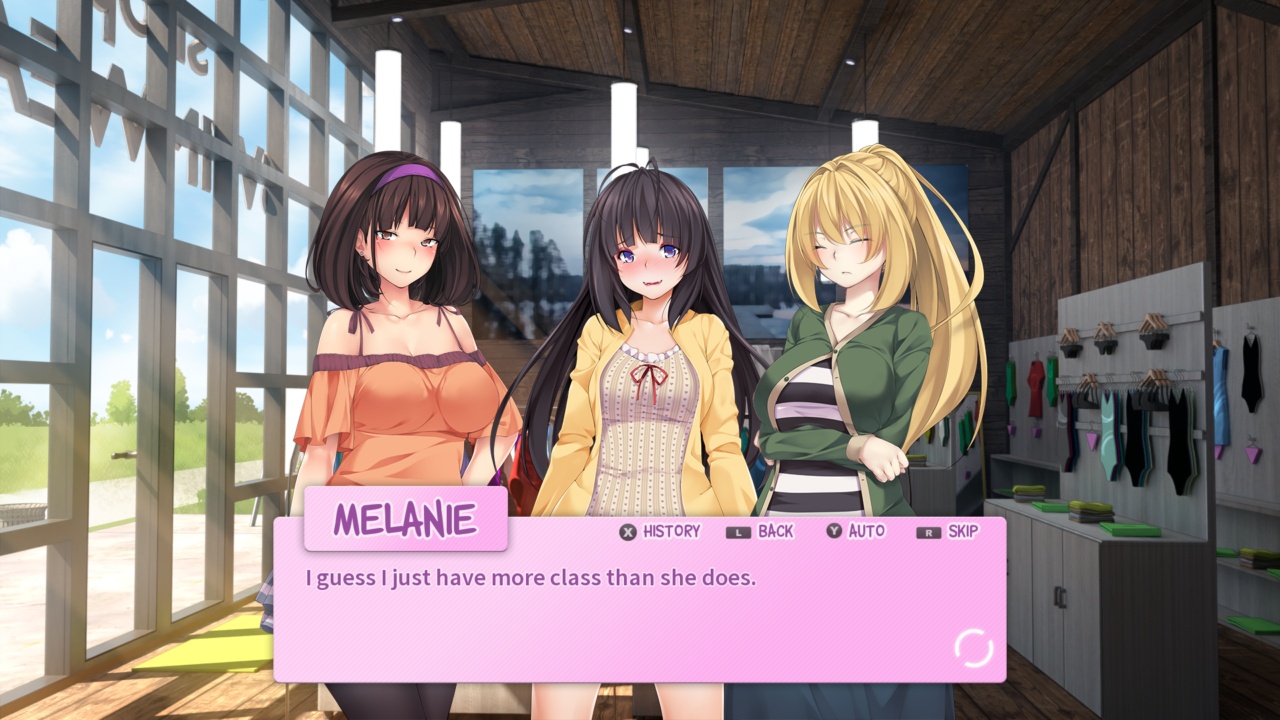 MELANIE
X HISTORY L BACK Y AUTO R SKIP
I guess I just have more class than she does.